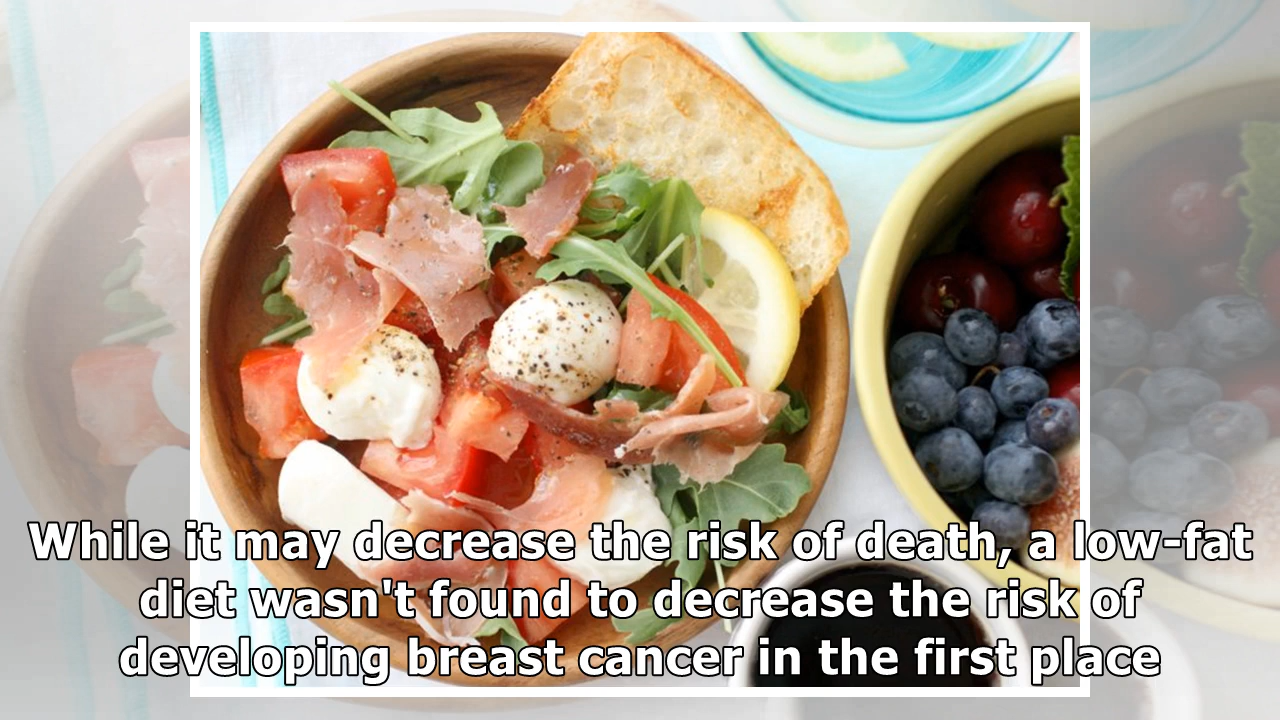 While it may decrease the risk of death, a low-fat
diet wasn't found to decrease the risk of
developing breast cancer in the first place